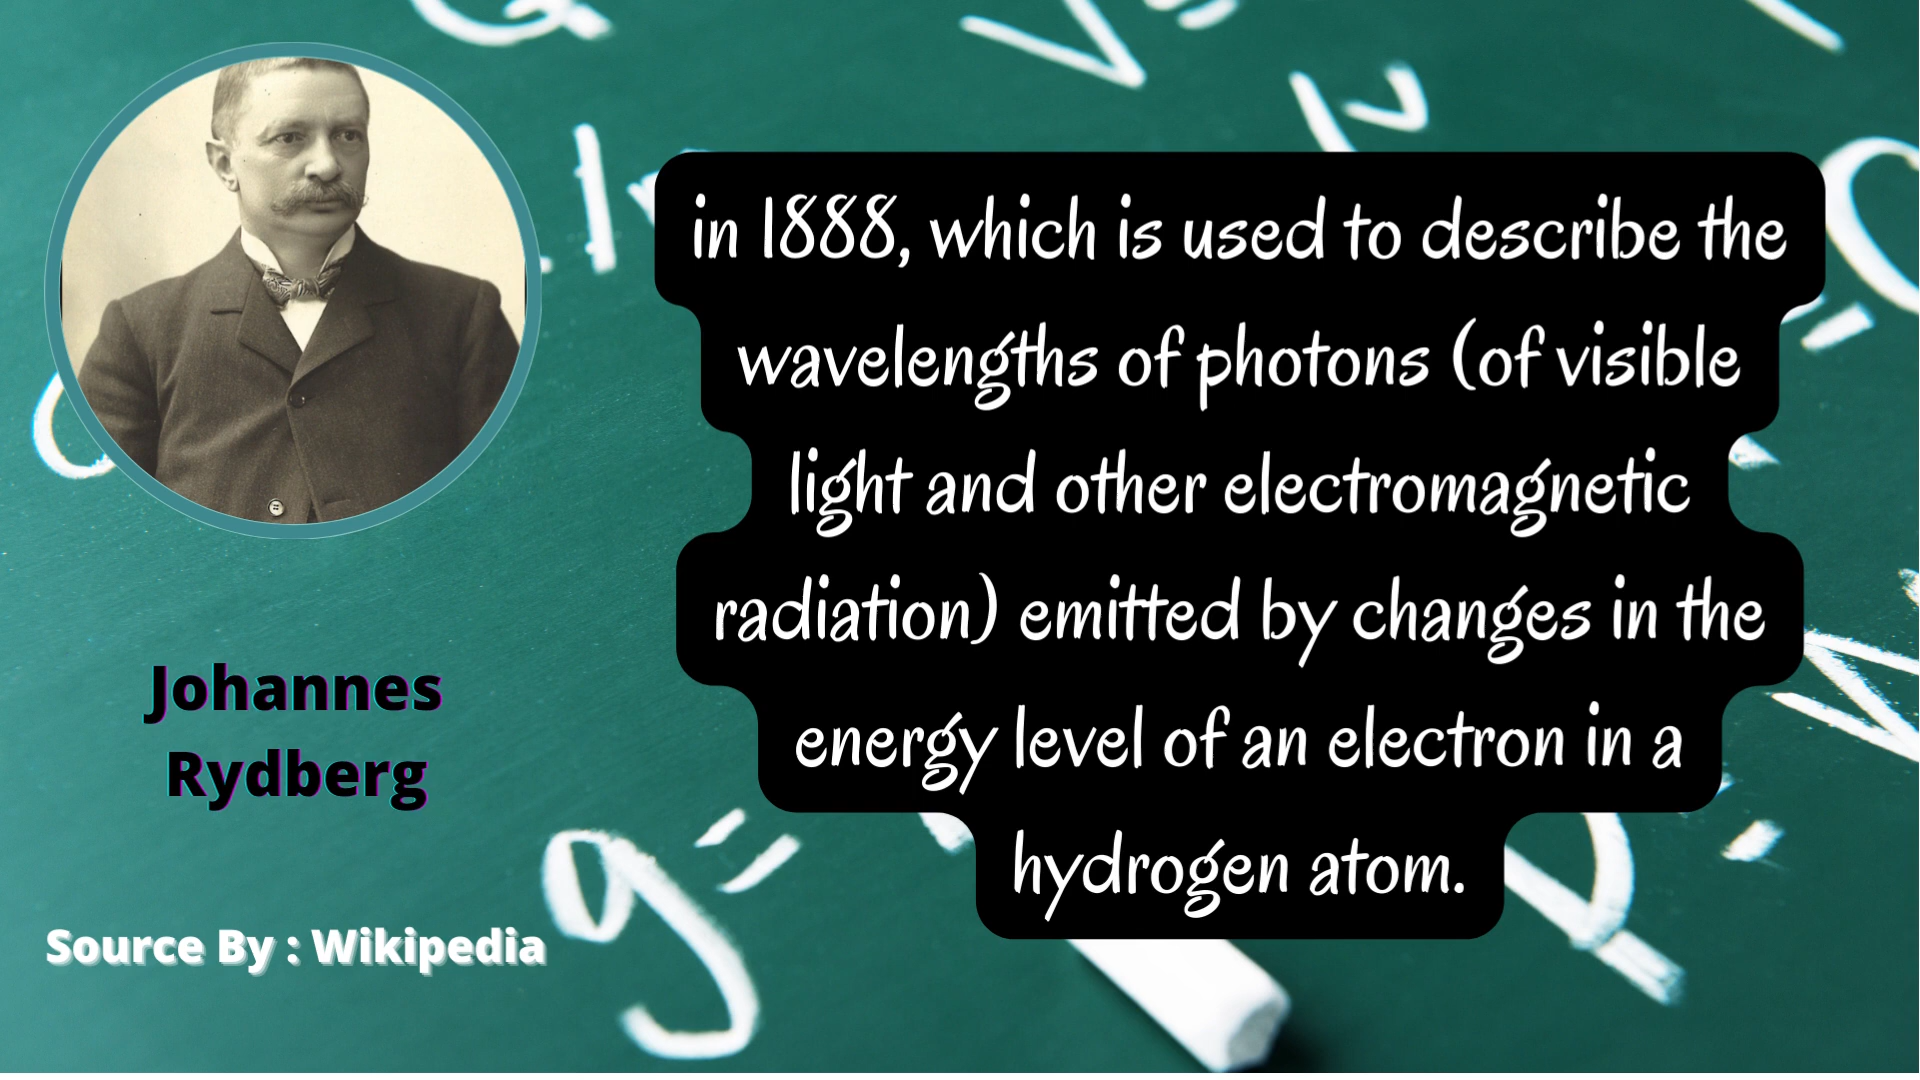 in 1888, which is used to describe the
wavelengths of photons (of visible
light and other electromagnetic
radiation) emitted by changes in the
energy level of an electron in a
hydrogen atom.
Johannes
Rydberg
Source By : Wikipedia
g=